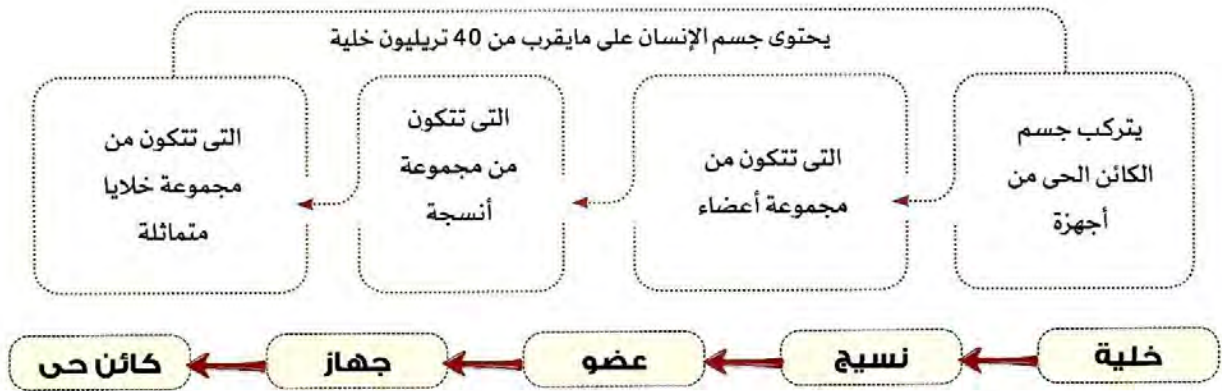 يحتوى جسم الإنسان على مايقرب من 40 تريليون خلية
يتركب جسم
الكائن الحى من
أجهزة
التى تتكون من
مجموعة أعضاء
التى تتكون
من مجموعة
أنسجة
التى تتكون من
مجموعة خلايا
متماثلة
خلية
نسيج
عضو
جهاز
كائن حى